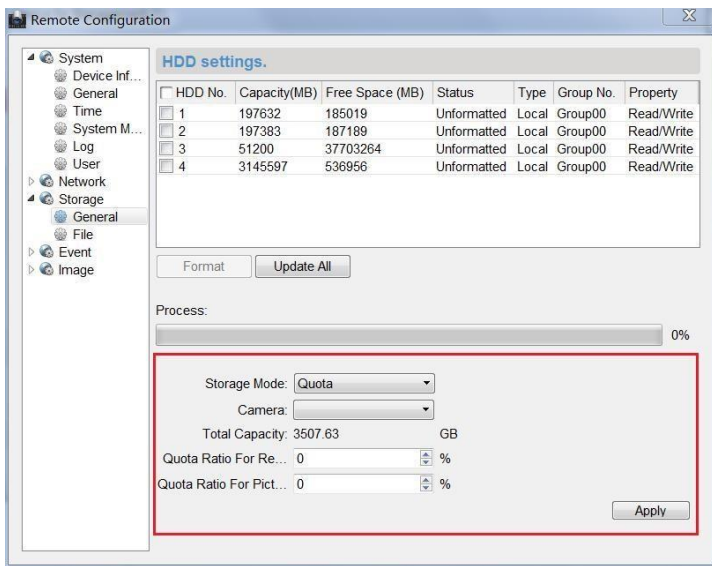 Remote Configuration
System
Device Inf...
General
Time
System M...
Log
User
Network
Storage
General
File
Event
Image
HDD settings.
HDD No. Capacity(MB) Free Space (MB) Status Type Group No. Property
1 197632 185019 Unformatted Local Group00 Read/Write
2 197383 187189 Unformatted Local Group00 Read/Write
3 51200 37703264 Unformatted Local Group00 Read/Write
4 3145597 536956 Unformatted Local Group00 Read/Write
Format Update All
Process:
0%
Storage Mode: Quota
Camera:
Total Capacity: 3507.63 GB
Quota Ratio For Re... 0 %
Quota Ratio For Pict... 0 %
Apply